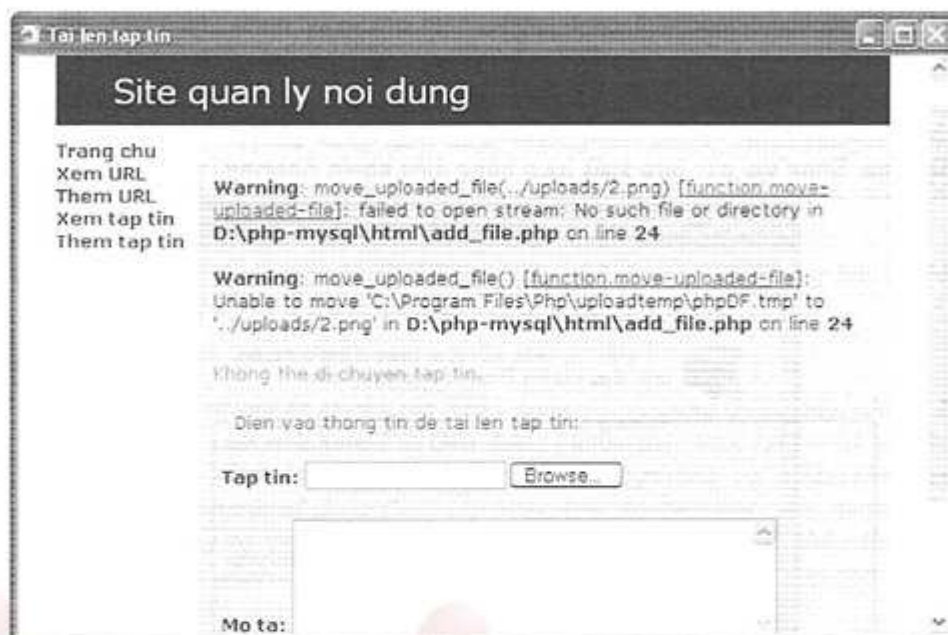 Tai len tap tin
Site quan ly noi dung
Trang chu
Xem URL
Them URL
Xem tap tin
Them tap tin
Warning: move_uploaded_file(../uploads/2.png) [function.move-
uploaded-file]: failed to open stream: No such file or directory in
D:\php-mysql\html\add_file.php on line 24
Warning: move_uploaded_file() [function.move-uploaded-file]:
Unable to move 'C:\Program Files\Php\uploadtemp\phpDF.tmp' to
'../uploads/2.png' in D:\php-mysql\html\add_file.php on line 24
Khong the di chuyen tap tin.
Dien vao thong tin de tai len tap tin:
Tap tin:
Browse...
Mo ta: